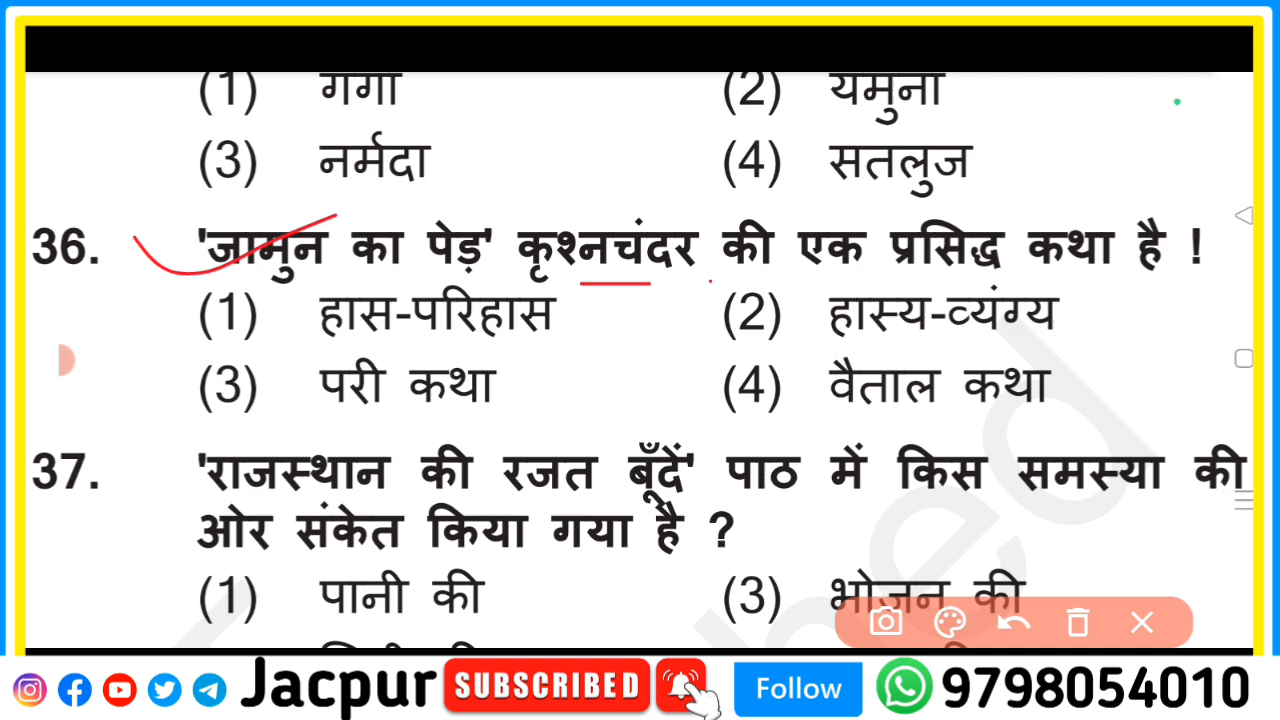 (1) गंगा (2) यमुना
(3) नर्मदा (4) सतलुज
36. 'जामुन का पेड़' कृश्नचंदर की एक प्रसिद्ध कथा है !
(1) हास-परिहास (2) हास्य-व्यंग्य
(3) परी कथा (4) वैताल कथा
37. 'राजस्थान की रजत बूँदें' पाठ में किस समस्या की
ओर संकेत किया गया है ?
(1) पानी की (3) भोजन की
Jacpur SUBSCRIBED Follow 9798054010